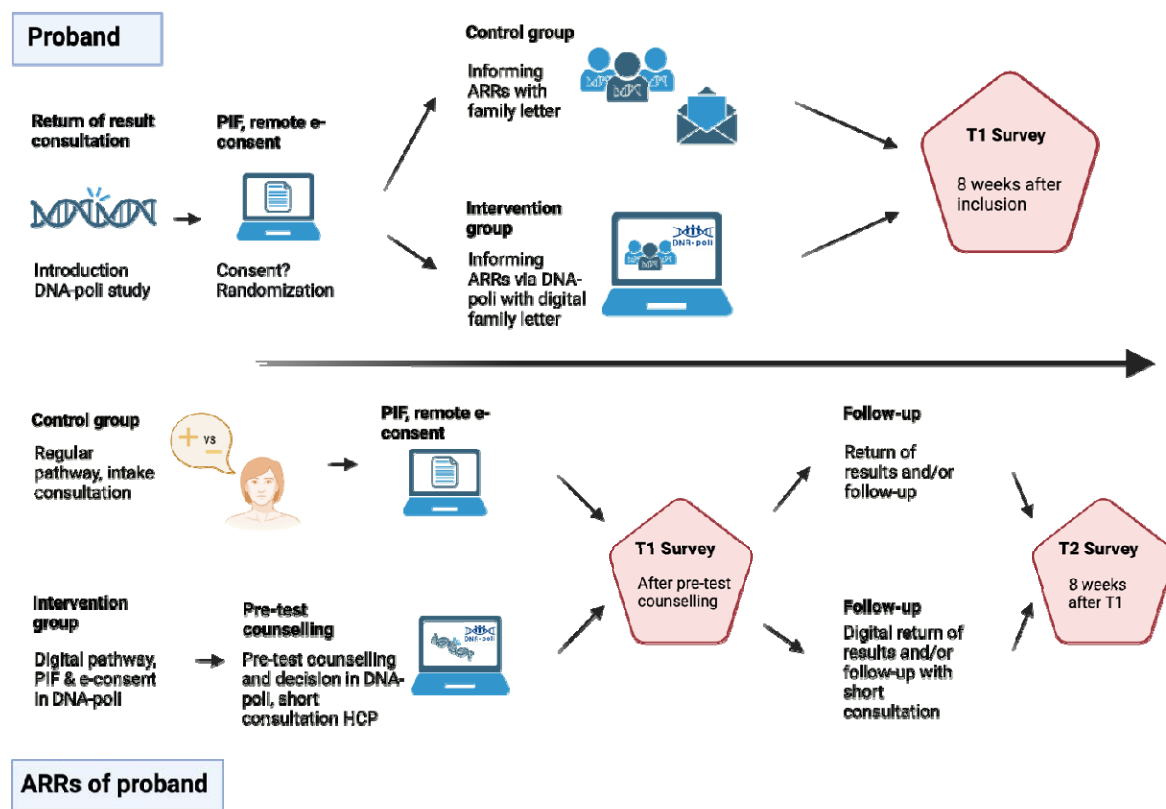 Proband
Return of result
consultation
Introduction
DNA-poli study
PIF, remote e-
consent
Consent?
Randomization
Control group
Informing
ARRs with
family letter
Intervention
group
Informing
ARRs via DNA-
poli with digital
family letter
DNA-poli
T1 Survey
8 weeks after
inclusion
Control group
Regular
pathway, intake
consultation
+ vs -
PIF, remote e-
consent
Intervention
group
Digital pathway,
PIF & e-consent
in DNA-poli
Pre-test
counselling
Pre-test counselling
and decision in DNA-
poli, short
consultation HCP
DNA-poli
T1 Survey
After pre-test
counselling
Follow-up
Return of
results and/or
follow-up
Follow-up
Digital return of
results and/or
follow-up with
short
consultation
T2 Survey
8 weeks
after T1
ARRs of proband